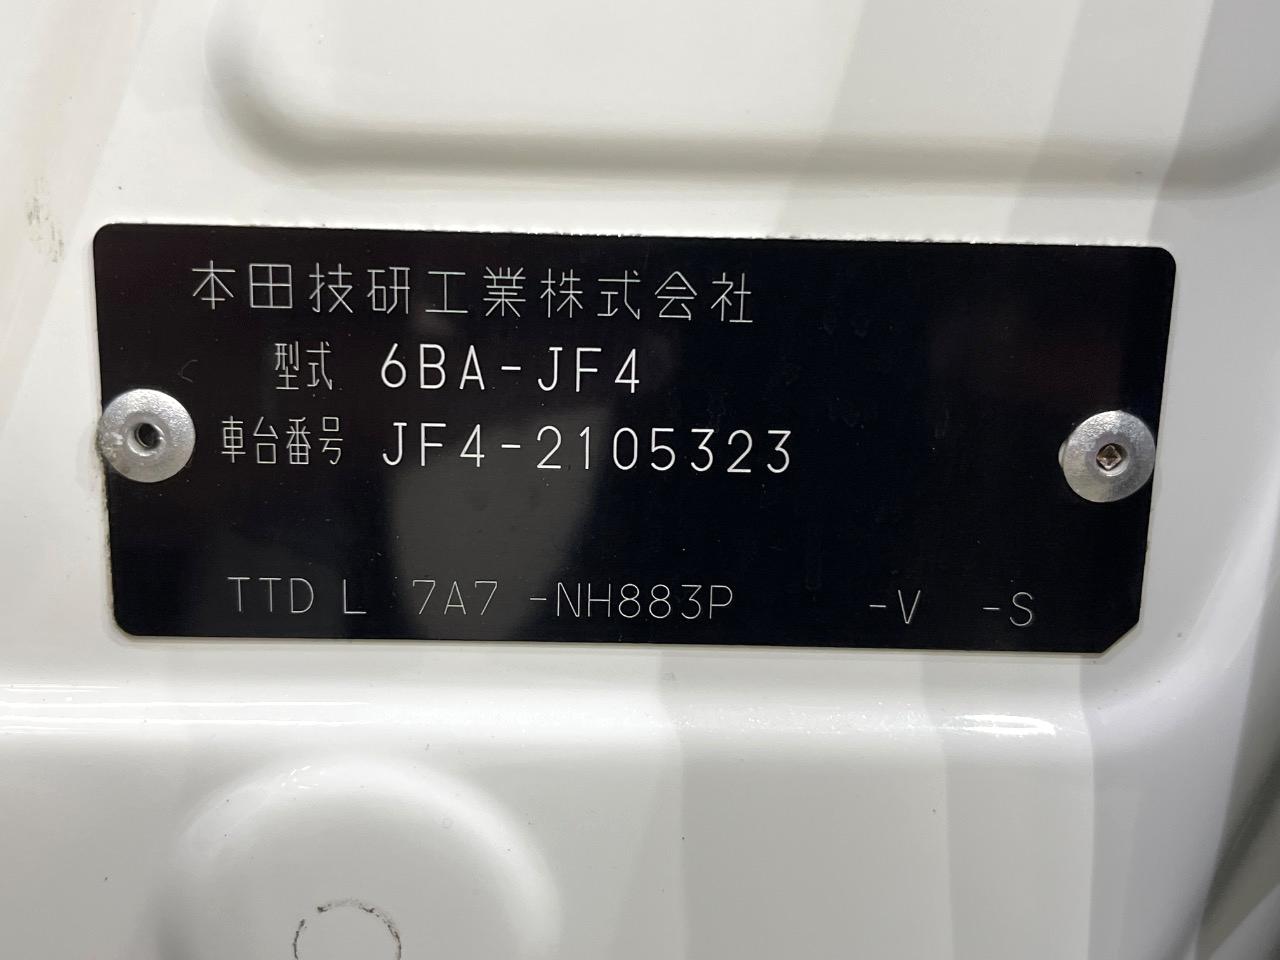 本田技研工業株式会社
型式 6BA-JF4
車台番号 JF4-2105323
TTD L 7A7 -NH883P -V -S